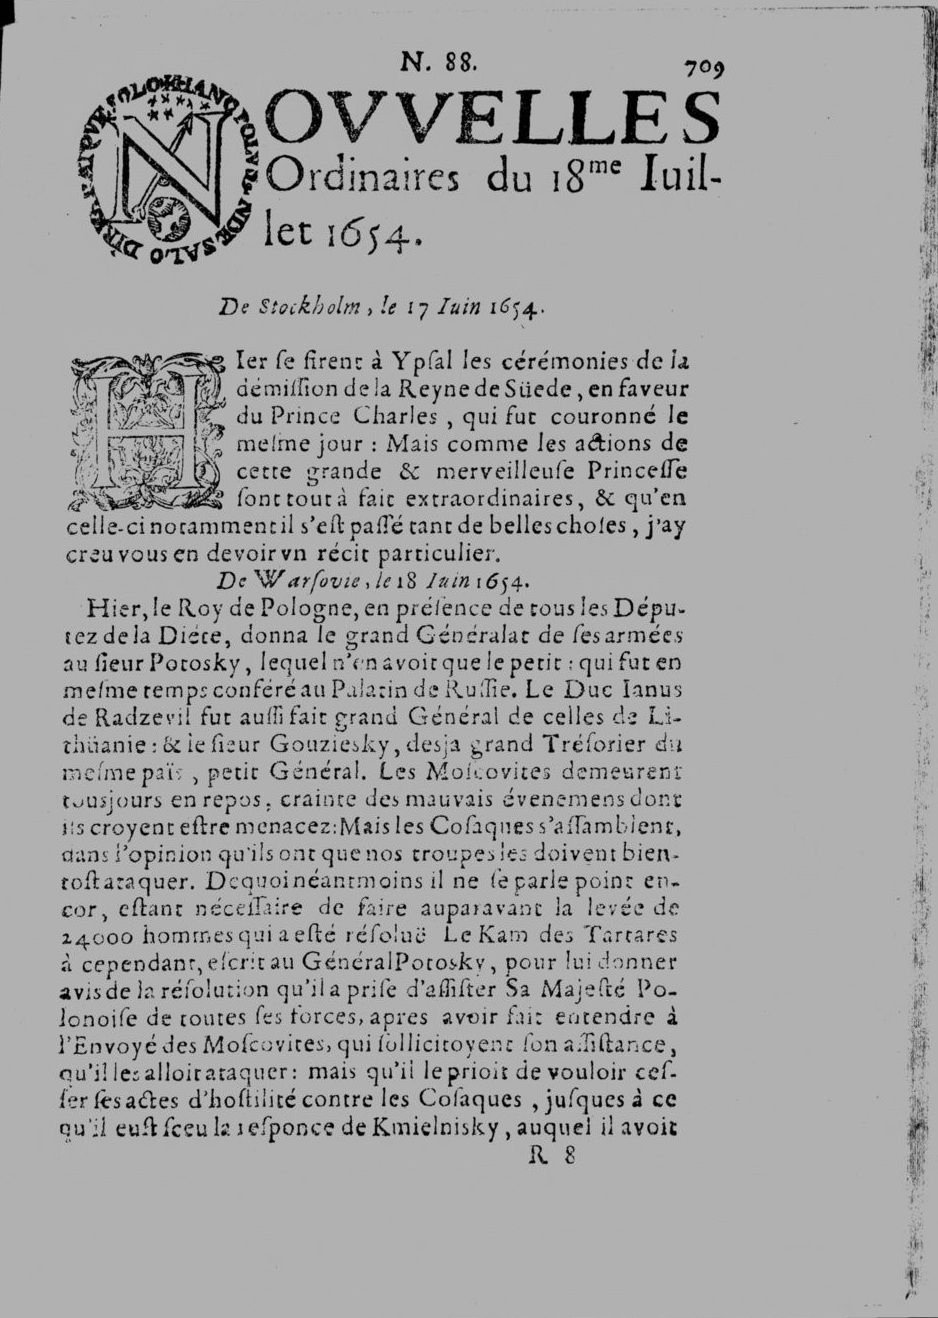 N. 88.
709
NOVVELLES
Ordinaires du 18me Iuil-
let 1654.
De Stockholm, le 17 Iuin 1654.
HIer ſe firent à Ypſal les cérémonies de la
démiſſion de la Reyne de Süede, en faveur
du Prince Charles, qui fut couronné le
meſme jour : Mais comme les actions de
cette grande & merveilleuſe Princeſſe
ſont tout à fait extraordinaires, & qu'en
celle-ci notamment il s'eſt paſſé tant de belles choſes, j'ay
creu vous en devoir vn récit particulier.
De Warſovie, le 18 Iuin 1654.
Hier, le Roy de Pologne, en préſence de tous les Dépu-
tez de la Diéte, donna le grand Généralat de ſes armées
au ſieur Potosky, lequel n'en avoit que le petit : qui fut en
meſme temps conféré au Palatin de Ruſſie. Le Duc Ianus
de Radzevil fut auſſi fait grand Général de celles de Li-
thüanie : & le ſieur Gouziesky, desja grand Tréſorier du
meſme païs, petit Général. Les Moſcovites demeurent
tousjours en repos, crainte des mauvais évenemens dont
ils croyent eſtre menacez: Mais les Coſaques s'aſſamblent,
dans l'opinion qu'ils ont que nos troupes les doivent bien-
toſt ataquer. Dequoi néantmoins il ne ſe parle point en-
cor, eſtant néceſſaire de faire auparavant la levée de
24000 hommes qui a eſté réſoluë Le Kam des Tartares
à cependant, eſcrit au Général Potosky, pour lui donner
avis de la réſolution qu'il a priſe d'aſſiſter Sa Majeſté Po-
lonoiſe de toutes ſes forces, apres avoir fait entendre à
l'Envoyé des Moſcovites, qui ſollicitoyent ſon aſſiſtance,
qu'il les alloit ataquer : mais qu'il le prioit de vouloir ceſ-
ſer ſes actes d'hoſtilité contre les Coſaques, juſques à ce
qu'il euſt ſceu la reſponce de Kmielnisky, auquel il avoit
R 8